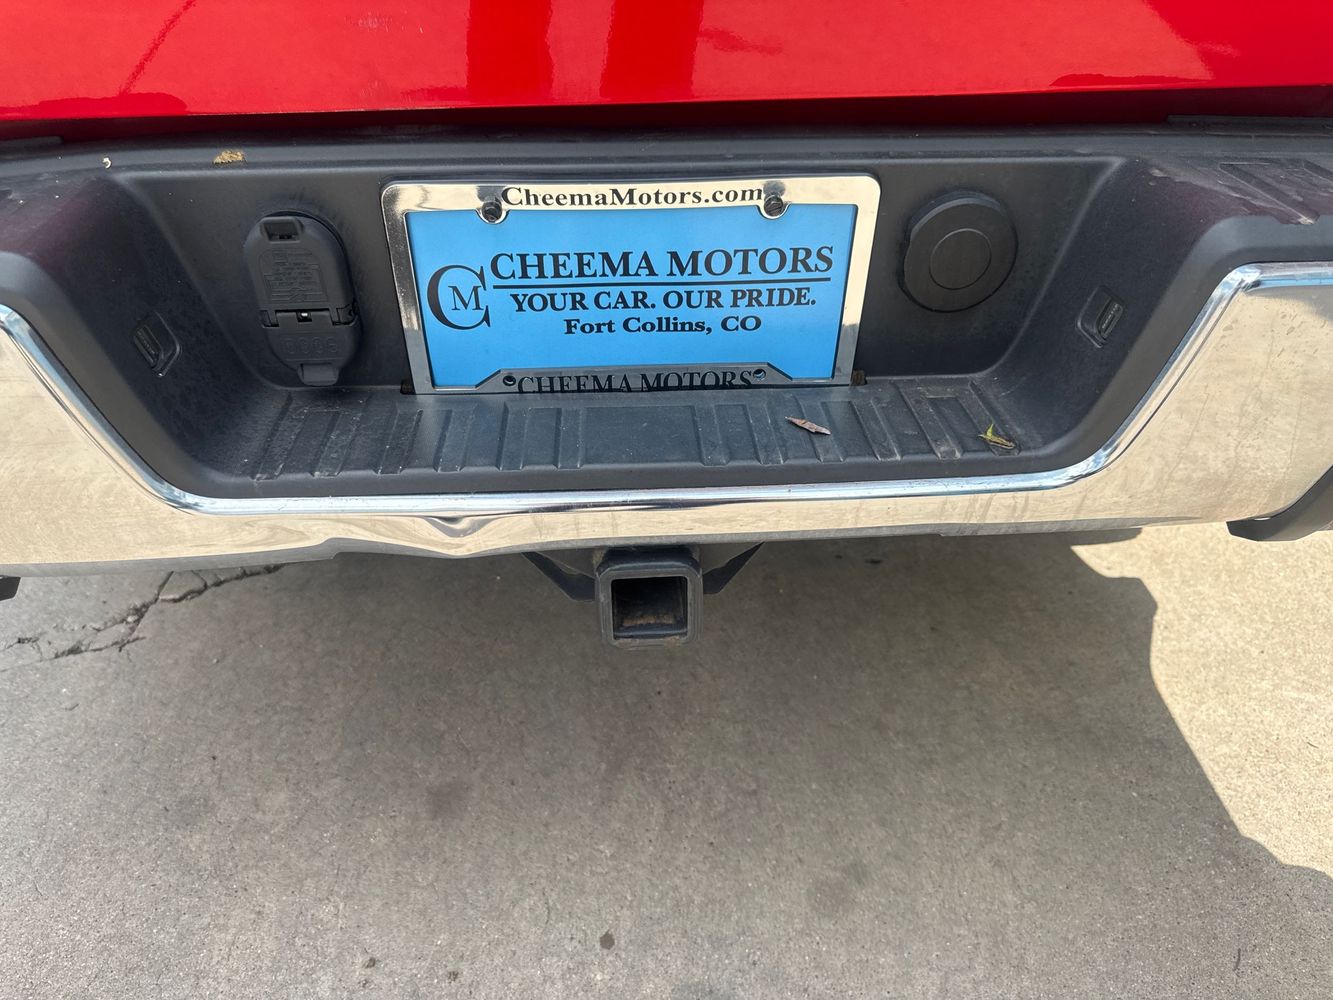 CheemaMotors.com
CM
CHEEMA MOTORS
YOUR CAR. OUR PRIDE.
Fort Collins, CO
CHEEMA MOTORS